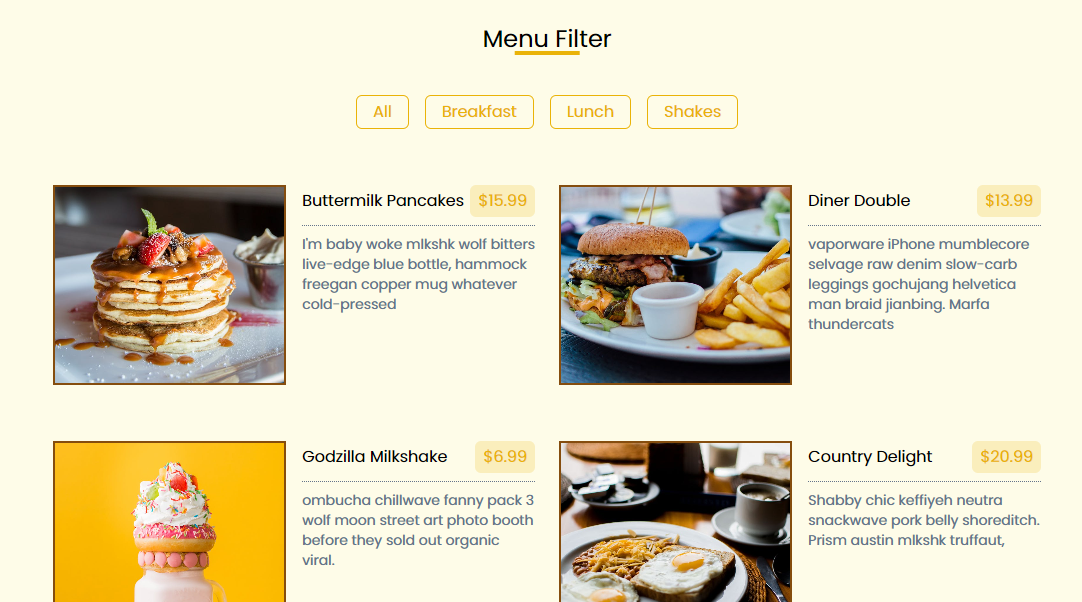 Menu Filter
All Breakfast Lunch Shakes
Buttermilk Pancakes $15.99
I'm baby woke mlkshk wolf bitters
live-edge blue bottle, hammock
freegan copper mug whatever
cold-pressed
Diner Double $13.99
vaporware iPhone mumblecore
selvage raw denim slow-carb
leggings gochujang helvetica
man braid jianbing. Marfa
thundercats
Godzilla Milkshake $6.99
ombucha chillwave fanny pack 3
wolf moon street art photo booth
before they sold out organic
viral.
Country Delight $20.99
Shabby chic keffiyeh neutra
snackwave pork belly shoreditch.
Prism austin mlkshk truffaut,